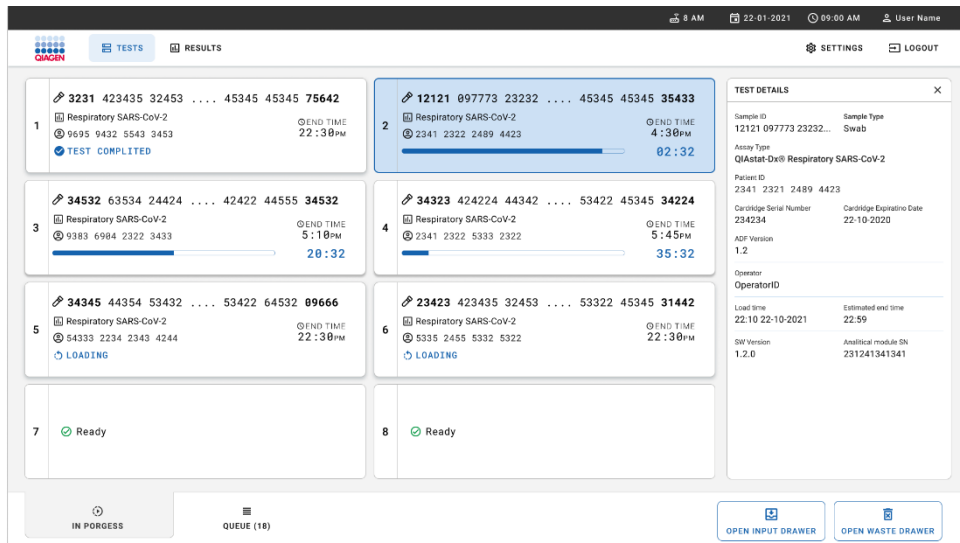 8 AM 22-01-2021 09:00 AM User Name
QIAGEN TESTS RESULTS SETTINGS LOGOUT
1
3231 423435 32453 .... 45345 45345 75642
Respiratory SARS-CoV-2
9695 9432 5543 3453
TEST COMPLITED
END TIME
22:30PM
2
12121 097773 23232 .... 45345 45345 35433
Respiratory SARS-CoV-2
2341 2322 2489 4423
END TIME
4:30PM
02:32
3
34532 63534 24424 .... 42422 44555 34532
Respiratory SARS-CoV-2
9383 6904 2322 3433
END TIME
5:10PM
20:32
4
34323 424224 44342 .... 53422 45345 34224
Respiratory SARS-CoV-2
2341 2322 5333 2322
END TIME
5:45PM
35:32
5
34345 44354 53432 .... 53422 64532 09666
Respiratory SARS-CoV-2
54333 2234 2343 4244
LOADING
END TIME
22:30PM
6
23423 423435 32453 .... 53322 45345 31442
Respiratory SARS-CoV-2
5335 2455 5332 5322
LOADING
END TIME
22:30PM
7
Ready
8
Ready
TEST DETAILS
Sample ID Sample Type
12121 097773 23232... Swab
Assay Type
QIAstat-Dx® Respiratory SARS-CoV-2
Patient ID
2341 2321 2489 4423
Cardridge Serial Number Cardridge Expiratino Date
234234 22-10-2020
ADF Version
1.2
Operator
OperatorID
Load time Estimated end time
22:10 22-10-2021 22:59
SW Version Analitical module SN
1.2.0 231241341341
IN PORGESS QUEUE (18) OPEN INPUT DRAWER OPEN WASTE DRAWER